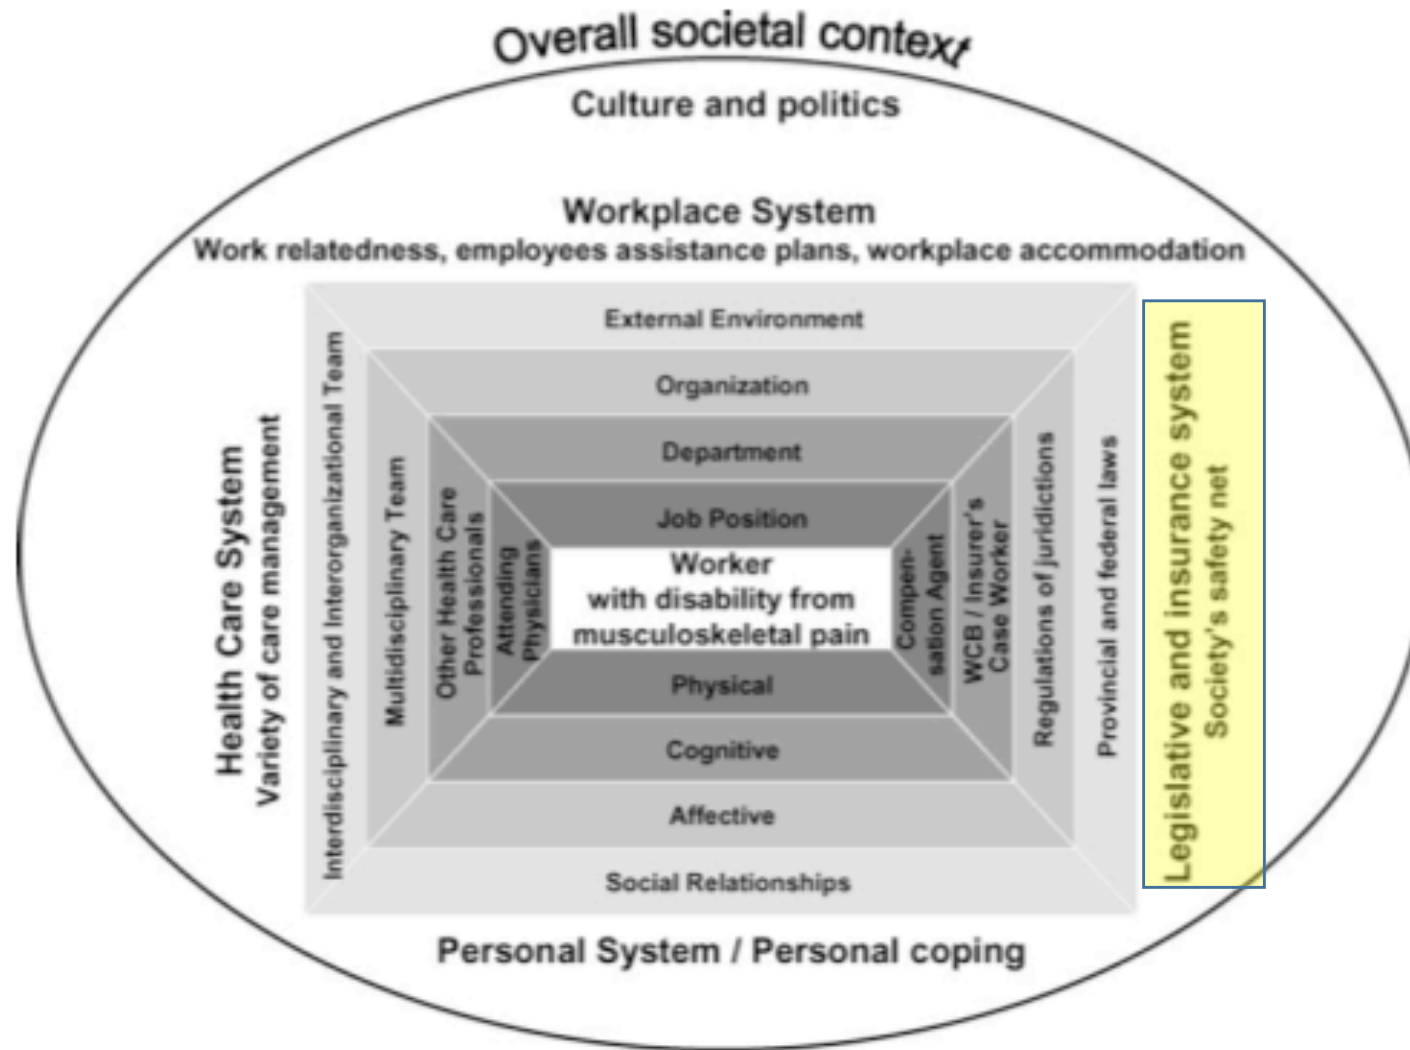 Overall societal context
Culture and politics
Workplace System
Work relatedness, employees assistance plans, workplace accommodation
External Environment
Organization
Department
Job Position
Worker
with disability from
musculoskeletal pain
Physical
Cognitive
Affective
Social Relationships
Personal System / Personal coping
Health Care System
Variety of care management
Interdisciplinary and Interorganizational Team
Multidisciplinary Team
Other Health Care
Professionals
Attending
Physicians
Compen-
sation Agent
WCB / Insurer's
Case Worker
Regulations of juridictions
Provincial and federal laws
Legislative and insurance system
Society's safety net